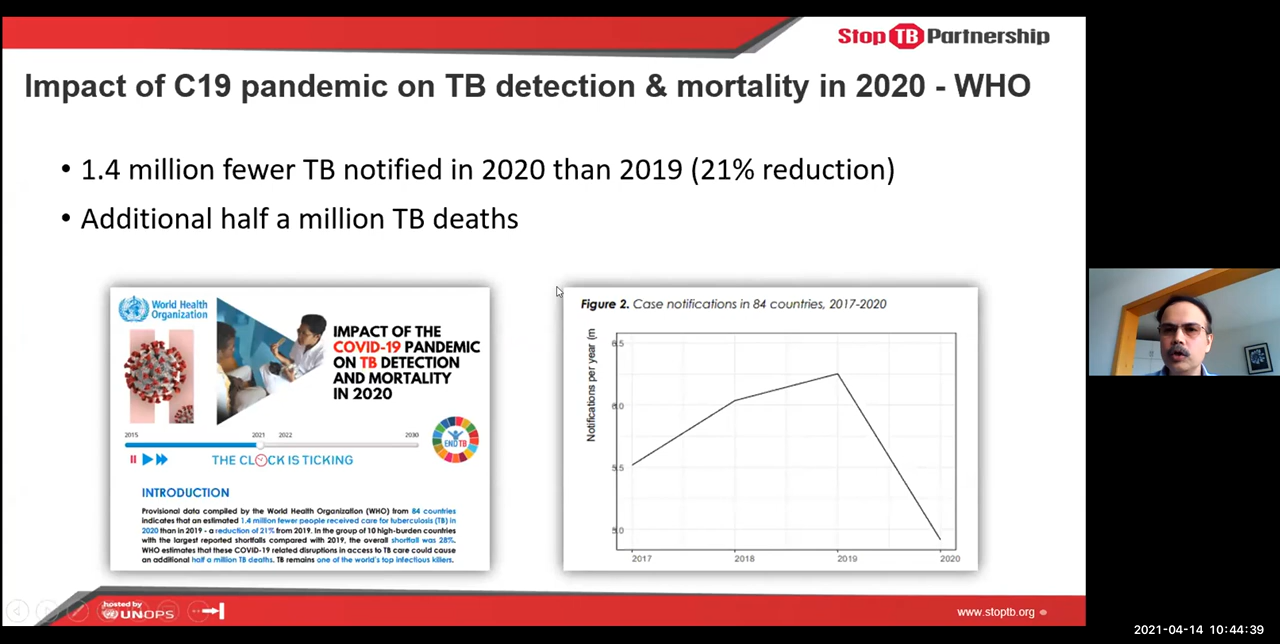 Stop TB Partnership
Impact of C19 pandemic on TB detection & mortality in 2020 - WHO
• 1.4 million fewer TB notified in 2020 than 2019 (21% reduction)
• Additional half a million TB deaths
World Health
Organization
IMPACT OF THE
COVID-19 PANDEMIC
ON TB DETECTION
AND MORTALITY
IN 2020
2015 2021 2022 2030
END TB
THE CLOCK IS TICKING
INTRODUCTION
Provisional data compiled by the World Health Organization (WHO) from 84 countries
indicates that an estimated 1.4 million fewer people received care for tuberculosis (TB) in
2020 than in 2019 - a reduction of 21% from 2019. In the group of 10 high-burden countries
with the largest reported shortfalls compared with 2019, the overall shortfall was 28%.
WHO estimates that these COVID-19 related disruptions in access to TB care could cause
an additional half a million TB deaths. TB remains one of the world's top infectious killers.
Figure 2. Case notifications in 84 countries, 2017-2020
Notifications per year (m
6.5
6.0
5.5
5.0
2017 2018 2019 2020
hosted by
UNOPS
www.stoptb.org
2021-04-14 10:44:39